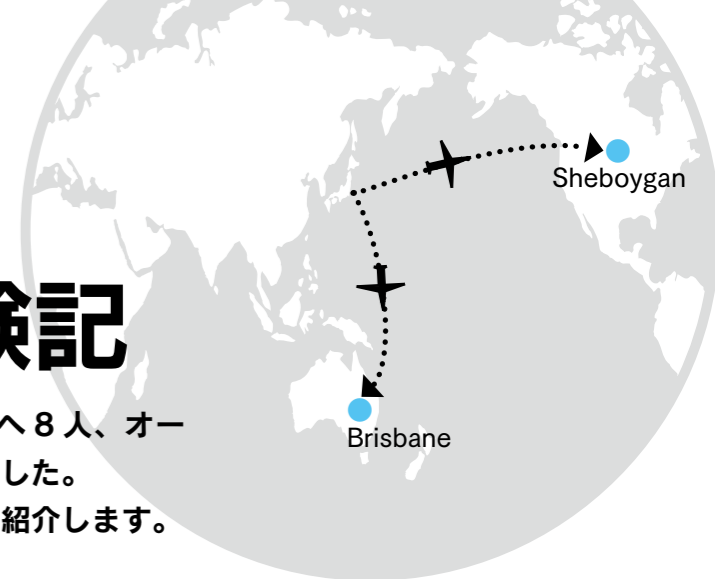 Sheboygan
験記
Brisbane
へ8人、オー
した。
紹介します。